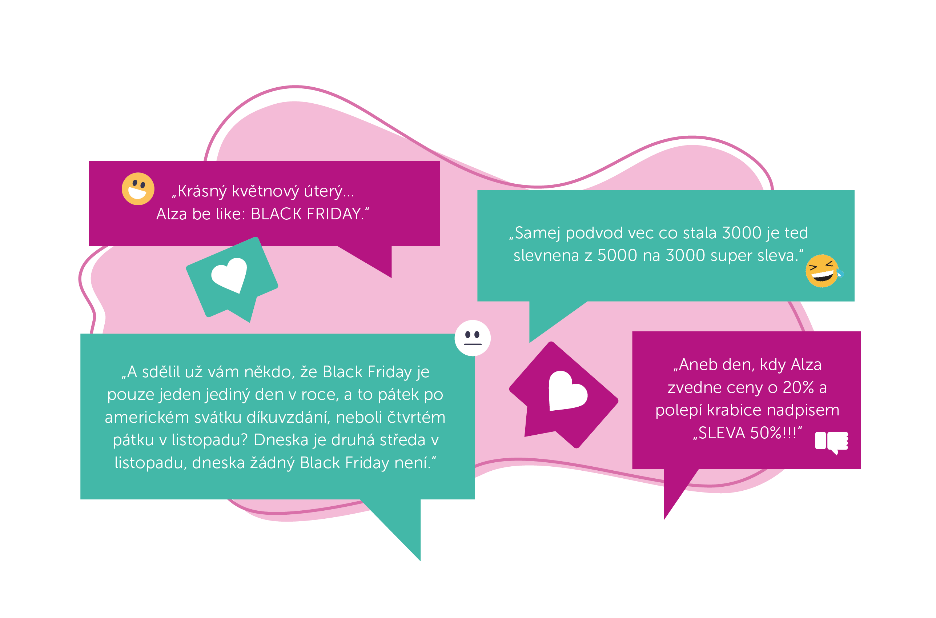 „Krásný květnový úterý...
Alza be like: BLACK FRIDAY.“
„Samej podvod vec co stala 3000 je ted
slevnena z 5000 na 3000 super sleva.“
„A sdělil už vám někdo, že Black Friday je
pouze jeden jediný den v roce, a to pátek po
americkém svátku díkuvzdání, neboli čtvrtém
pátku v listopadu? Dneska je druhá středa v
listopadu, dneska žádný Black Friday není.“
„Aneb den, kdy Alza
zvedne ceny o 20% a
polepí krabice nadpisem
„SLEVA 50%!!!“